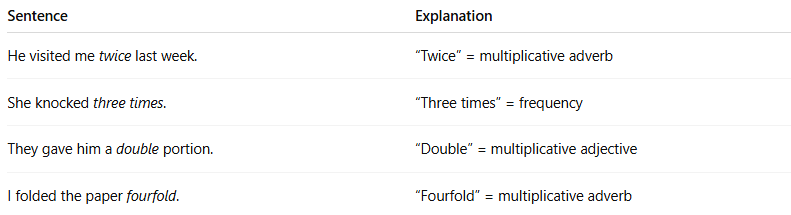 Sentence Explanation
He visited me twice last week. “Twice” = multiplicative adverb
She knocked three times. “Three times” = frequency
They gave him a double portion. “Double” = multiplicative adjective
I folded the paper fourfold. “Fourfold” = multiplicative adverb